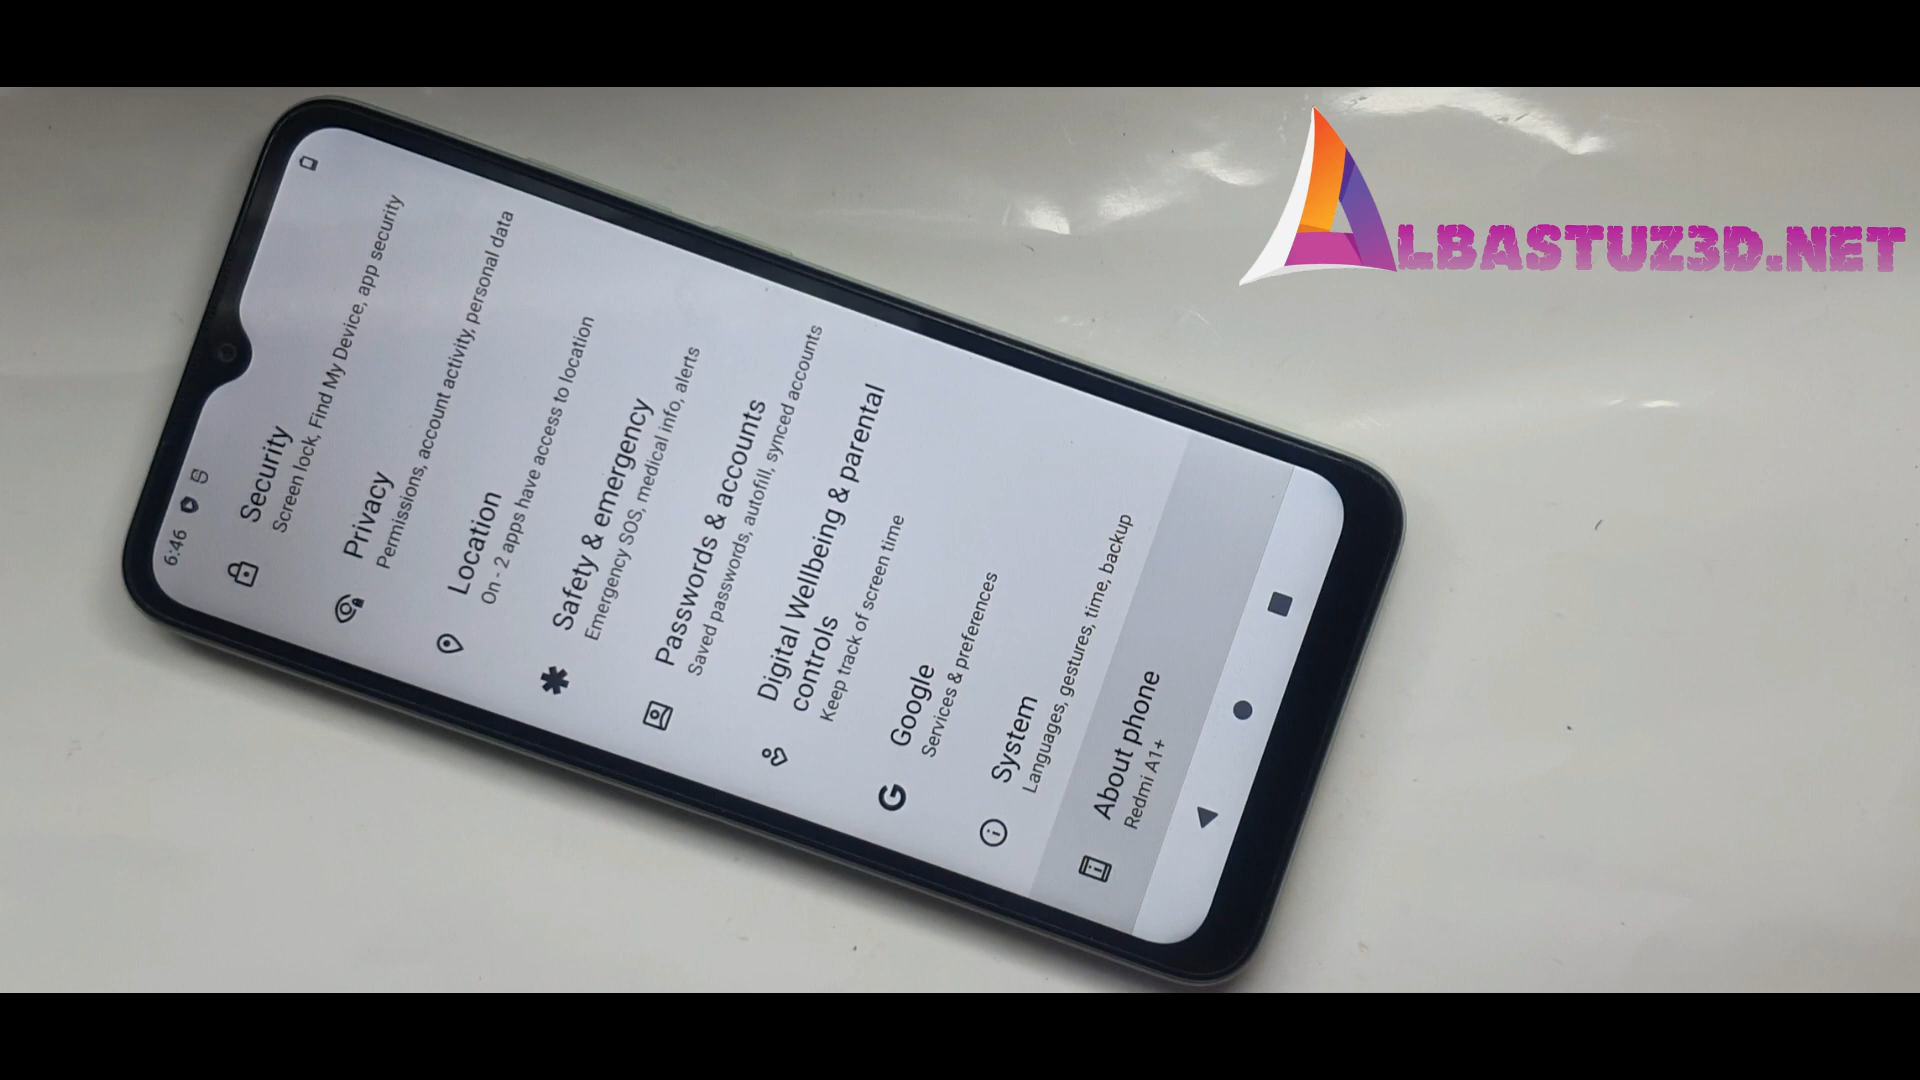 6:46
Security
Screen lock, Find My Device, app security
Privacy
Permissions, account activity, personal data
Location
On - 2 apps have access to location
Safety & emergency
Emergency SOS, medical info, alerts
Passwords & accounts
Saved passwords, autofill, synced accounts
Digital Wellbeing & parental
controls
Keep track of screen time
Google
Services & preferences
System
Languages, gestures, time, backup
About phone
Redmi A1+
ALBASTUZ3D.NET